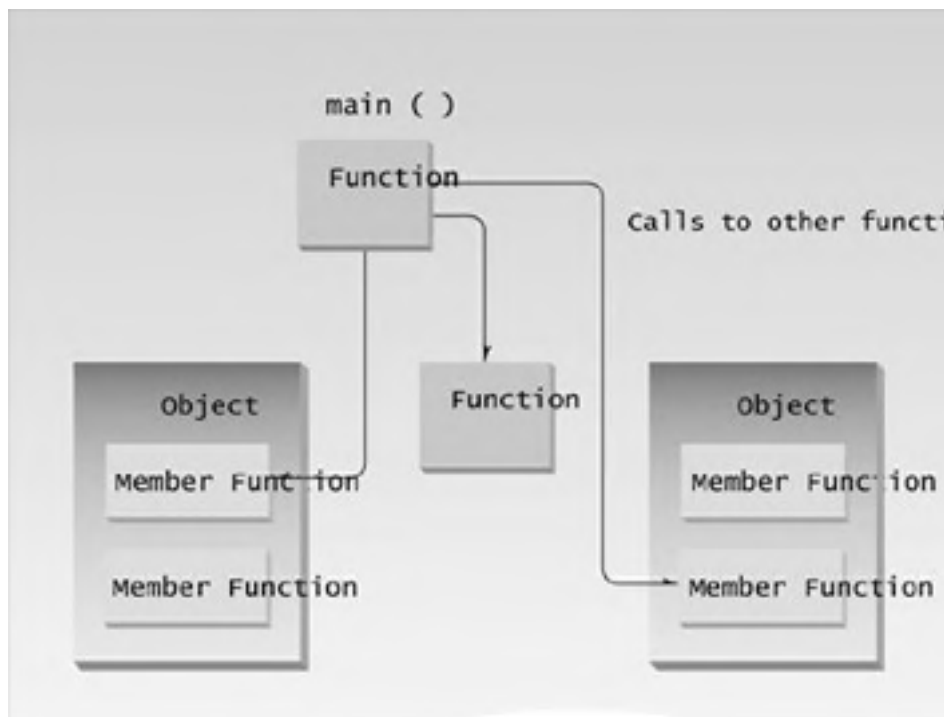 main ( )
Function
Calls to other functi
Function
Object
Member Function
Member Function
Object
Member Function
Member Function